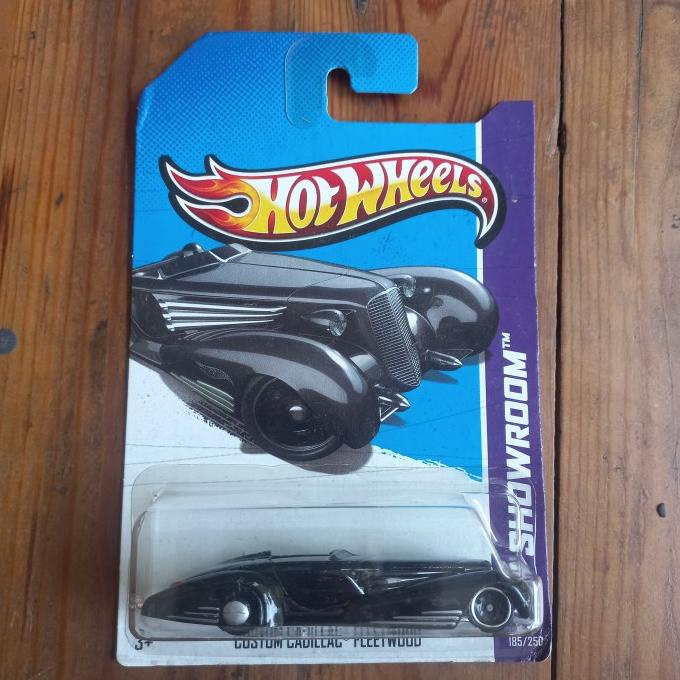 HOT WHEELS®
SHOWROOM™
CUSTOM CADILLAC® FLEETWOOD
3+
185/250